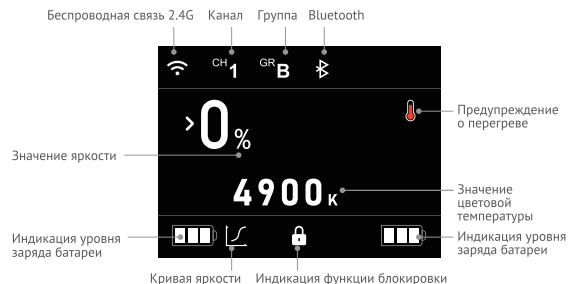 Беспроводная связь 2.4G Канал Группа Bluetooth
CH1 GRB
Предупреждение
о перегреве
>0%
Значение яркости
4900K
Значение
цветовой
температуры
Индикация уровня
заряда батареи
Индикация уровня
заряда батареи
Кривая яркости Индикация функции блокировки